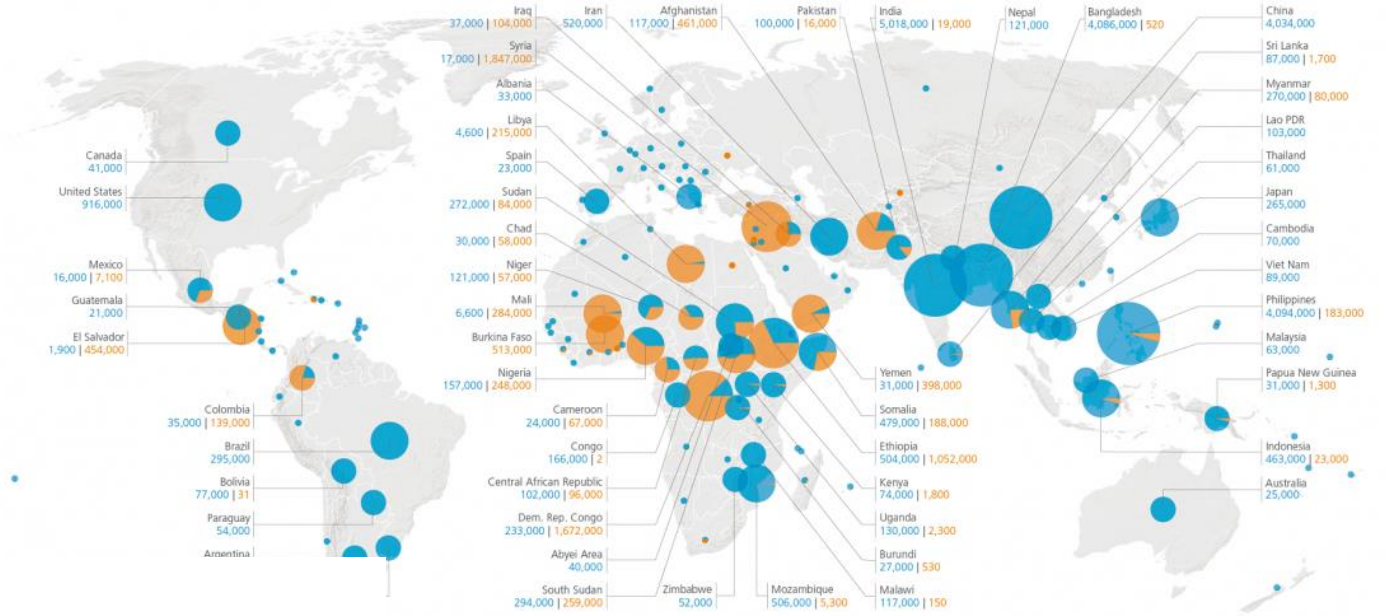 Iraq
37,000 | 104,000
Iran
520,000
Afghanistan
117,000 | 461,000
Pakistan
100,000 | 16,000
India
5,018,000 | 19,000
Nepal
121,000
Bangladesh
4,086,000 | 520
China
4,034,000
Syria
17,000 | 1,847,000
Sri Lanka
87,000 | 1,700
Albania
33,000
Myanmar
270,000 | 80,000
Libya
4,600 | 215,000
Lao PDR
103,000
Canada
41,000
Spain
23,000
Thailand
61,000
United States
916,000
Sudan
272,000 | 84,000
Japan
265,000
Chad
30,000 | 58,000
Cambodia
70,000
Mexico
16,000 | 7,100
Niger
121,000 | 57,000
Viet Nam
89,000
Guatemala
21,000
Mali
6,600 | 284,000
Philippines
4,094,000 | 183,000
El Salvador
1,900 | 454,000
Burkina Faso
513,000
Malaysia
63,000
Nigeria
157,000 | 248,000
Yemen
31,000 | 398,000
Papua New Guinea
31,000 | 1,300
Colombia
35,000 | 139,000
Cameroon
24,000 | 67,000
Somalia
479,000 | 188,000
Brazil
295,000
Congo
166,000 | 2
Ethiopia
504,000 | 1,052,000
Indonesia
463,000 | 23,000
Bolivia
77,000 | 31
Central African Republic
102,000 | 96,000
Kenya
74,000 | 1,800
Australia
25,000
Paraguay
54,000
Dem. Rep. Congo
233,000 | 1,672,000
Uganda
130,000 | 2,300
Argentina
Abyei Area
40,000
Burundi
27,000 | 530
South Sudan
294,000 | 259,000
Zimbabwe
52,000
Mozambique
506,000 | 5,300
Malawi
117,000 | 150